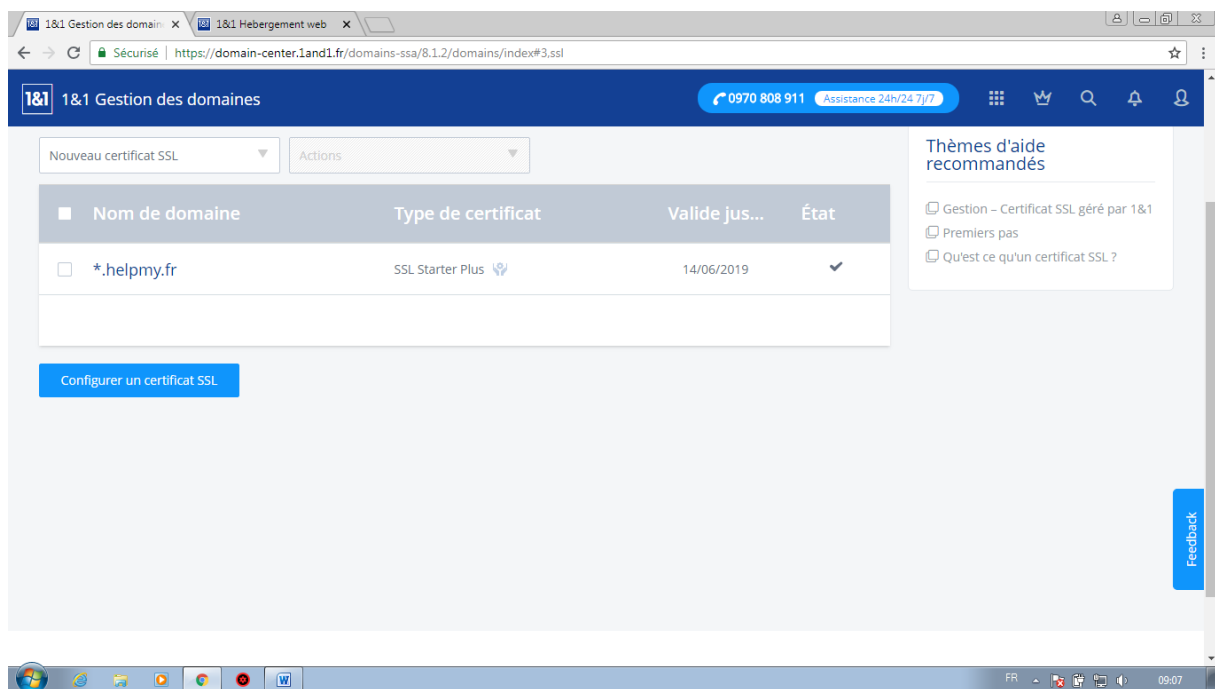 1&1 Gestion des domain
1&1 Hebergement web
Sécurisé | https://domain-center.1and1.fr/domains-ssa/8.1.2/domains/index#3,ssl
1&1 1&1 Gestion des domaines
0970 808 911 Assistance 24h/24 7j/7
Nouveau certificat SSL
Actions
Nom de domaine Type de certificat Valide jus... État
*.helpmy.fr SSL Starter Plus 14/06/2019
Configurer un certificat SSL
Thèmes d'aide
recommandés
Gestion – Certificat SSL géré par 1&1
Premiers pas
Qu'est ce qu'un certificat SSL ?
Feedback
FR 09:07